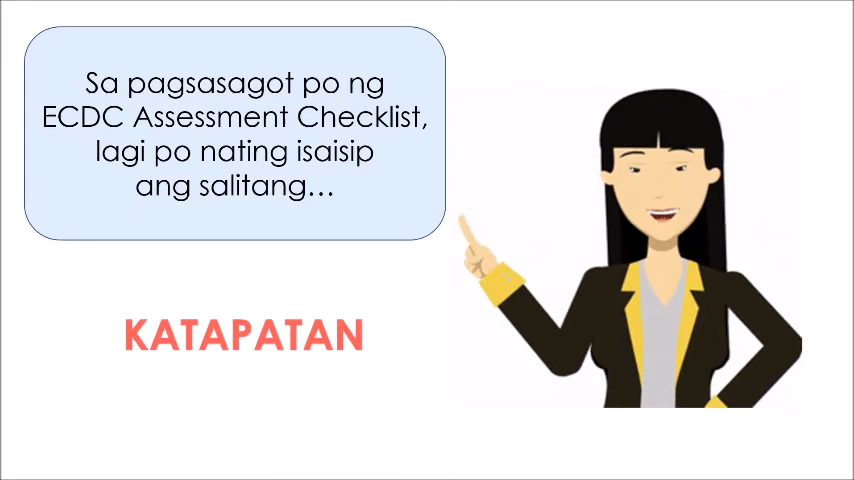 Sa pagsasagot po ng
ECDC Assessment Checklist,
lagi po nating isaisip
ang salitang…
KATAPATAN